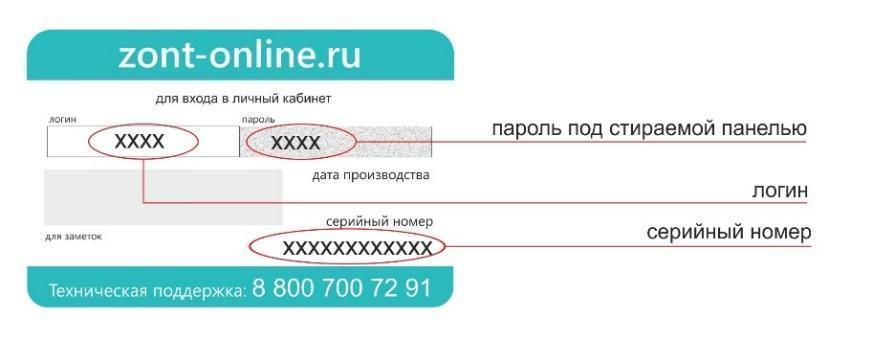 zont-online.ru
для входа в личный кабинет
логин
пароль
XXXX
XXXX
пароль под стираемой панелью
дата производства
логин
серийный номер
серийный номер
для заметок
XXXXXXXXXXXX
Техническая поддержка: 8 800 700 72 91